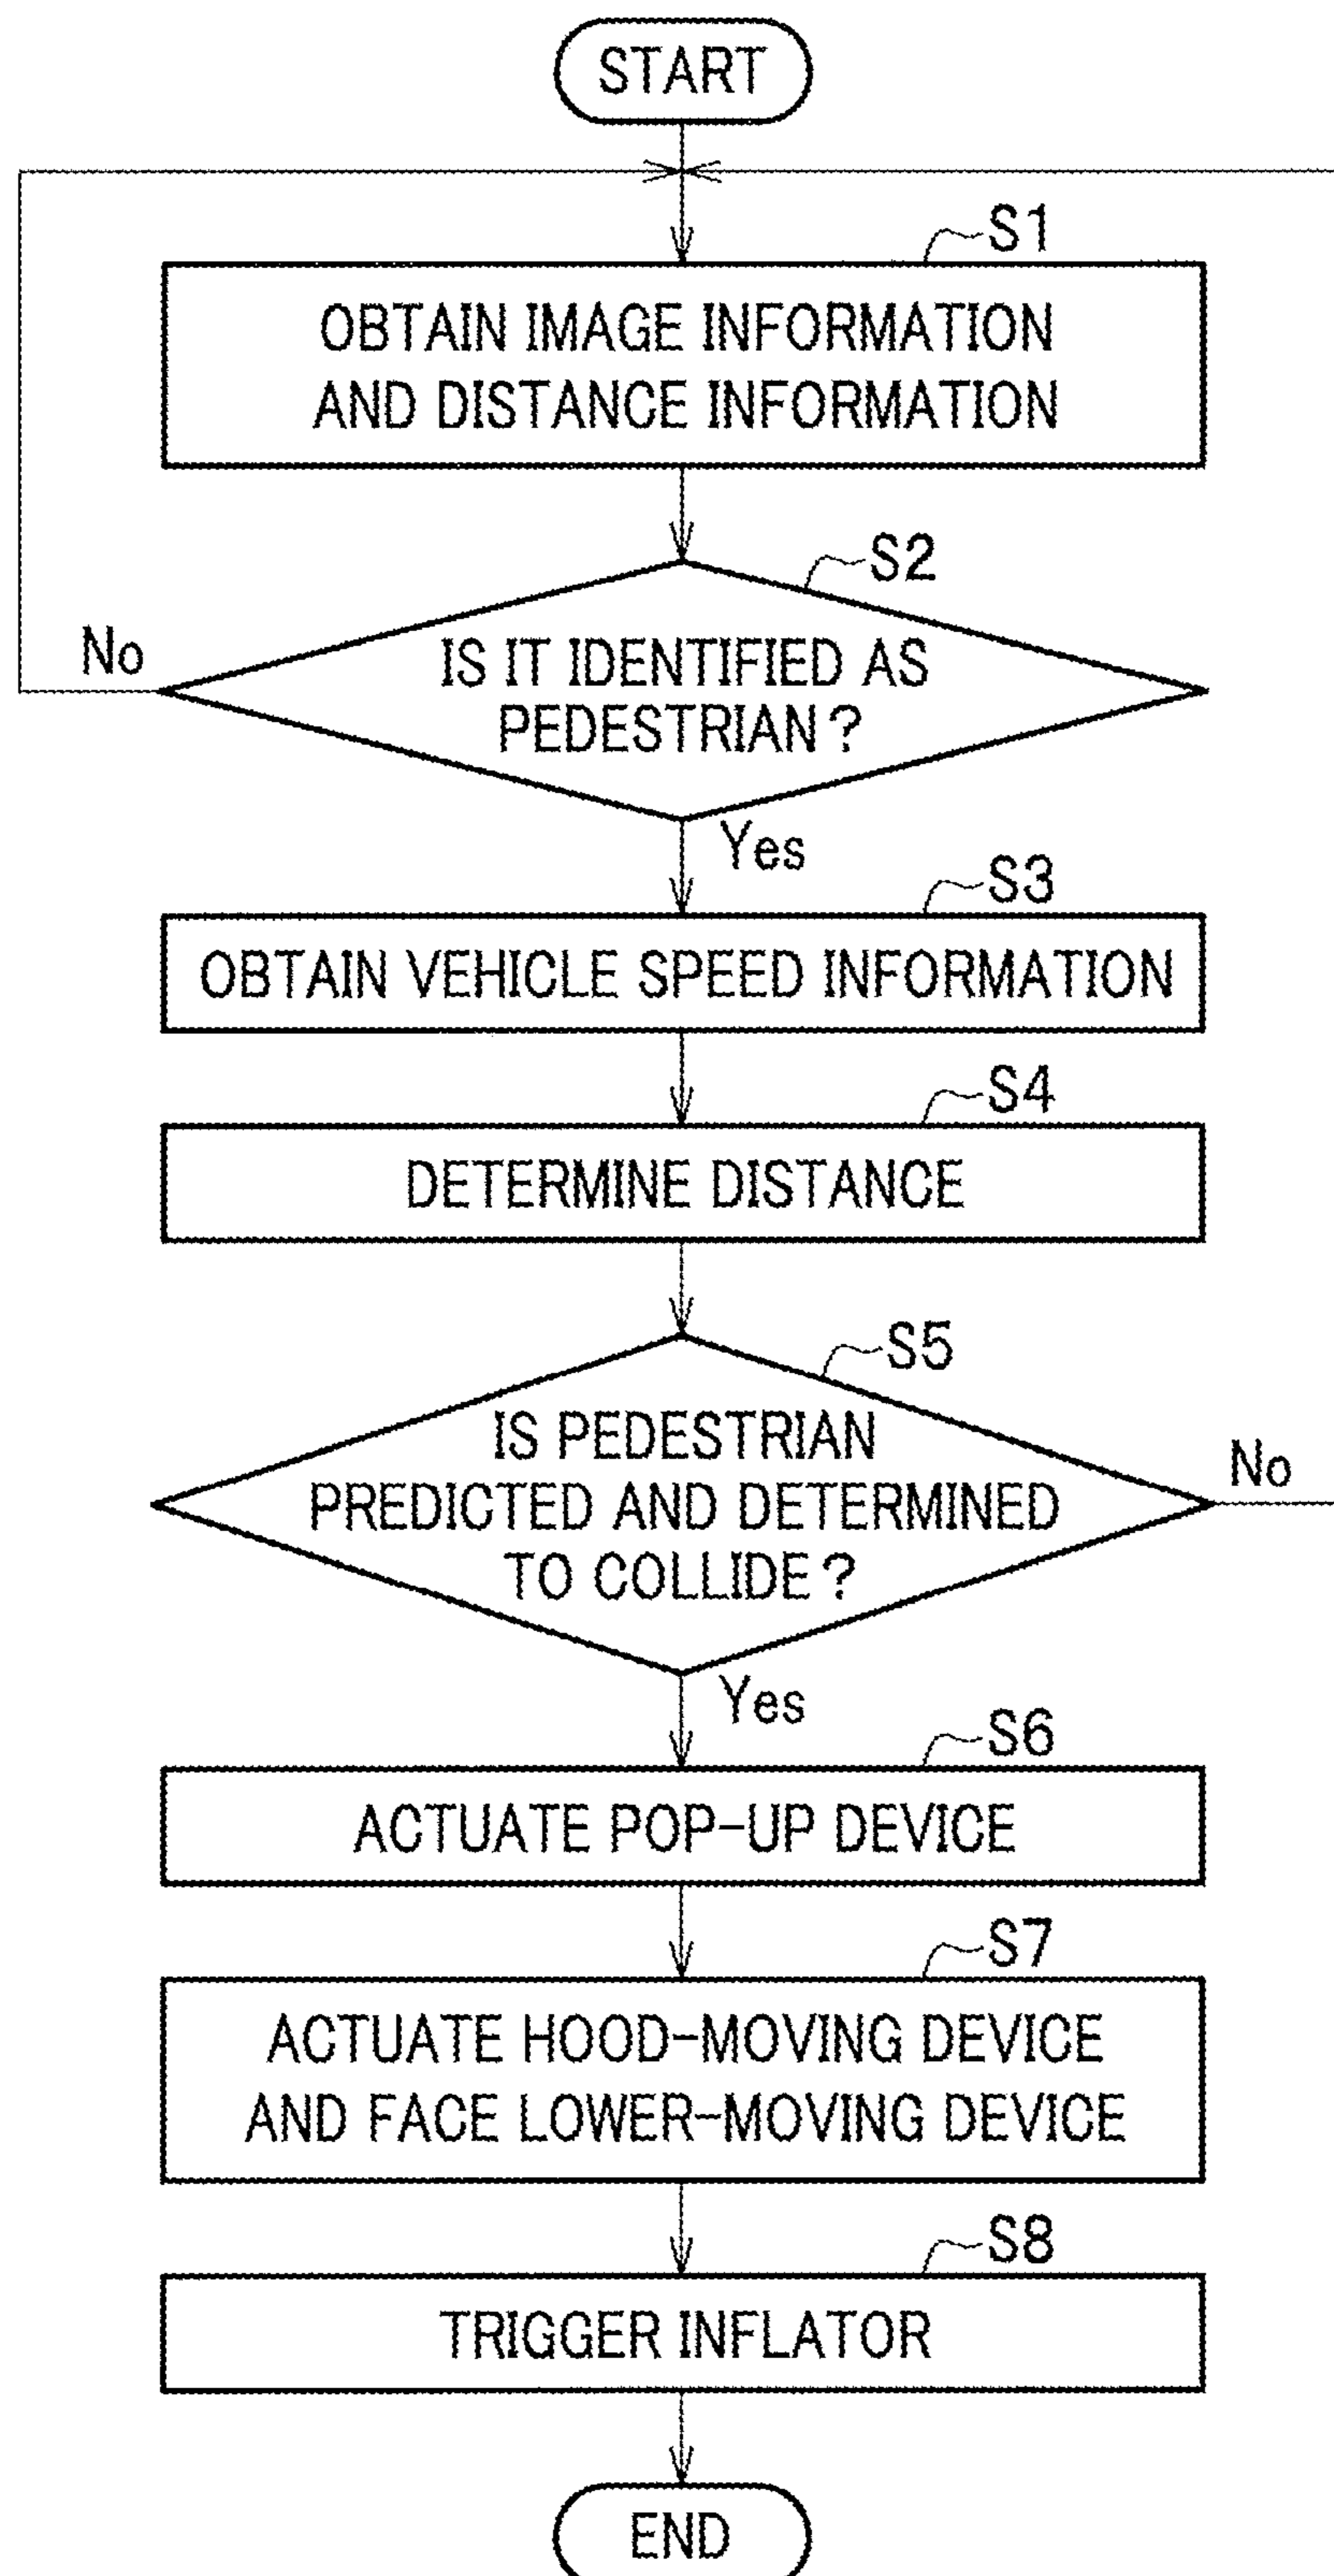 START
S1
OBTAIN IMAGE INFORMATION
AND DISTANCE INFORMATION
S2
No
IS IT IDENTIFIED AS
PEDESTRIAN?
Yes
S3
OBTAIN VEHICLE SPEED INFORMATION
S4
DETERMINE DISTANCE
S5
IS PEDESTRIAN
No
PREDICTED AND DETERMINED
TO COLLIDE?
Yes
S6
ACTUATE POP-UP DEVICE
S7
ACTUATE HOOD-MOVING DEVICE
AND FACE LOWER-MOVING DEVICE
S8
TRIGGER INFLATOR
END